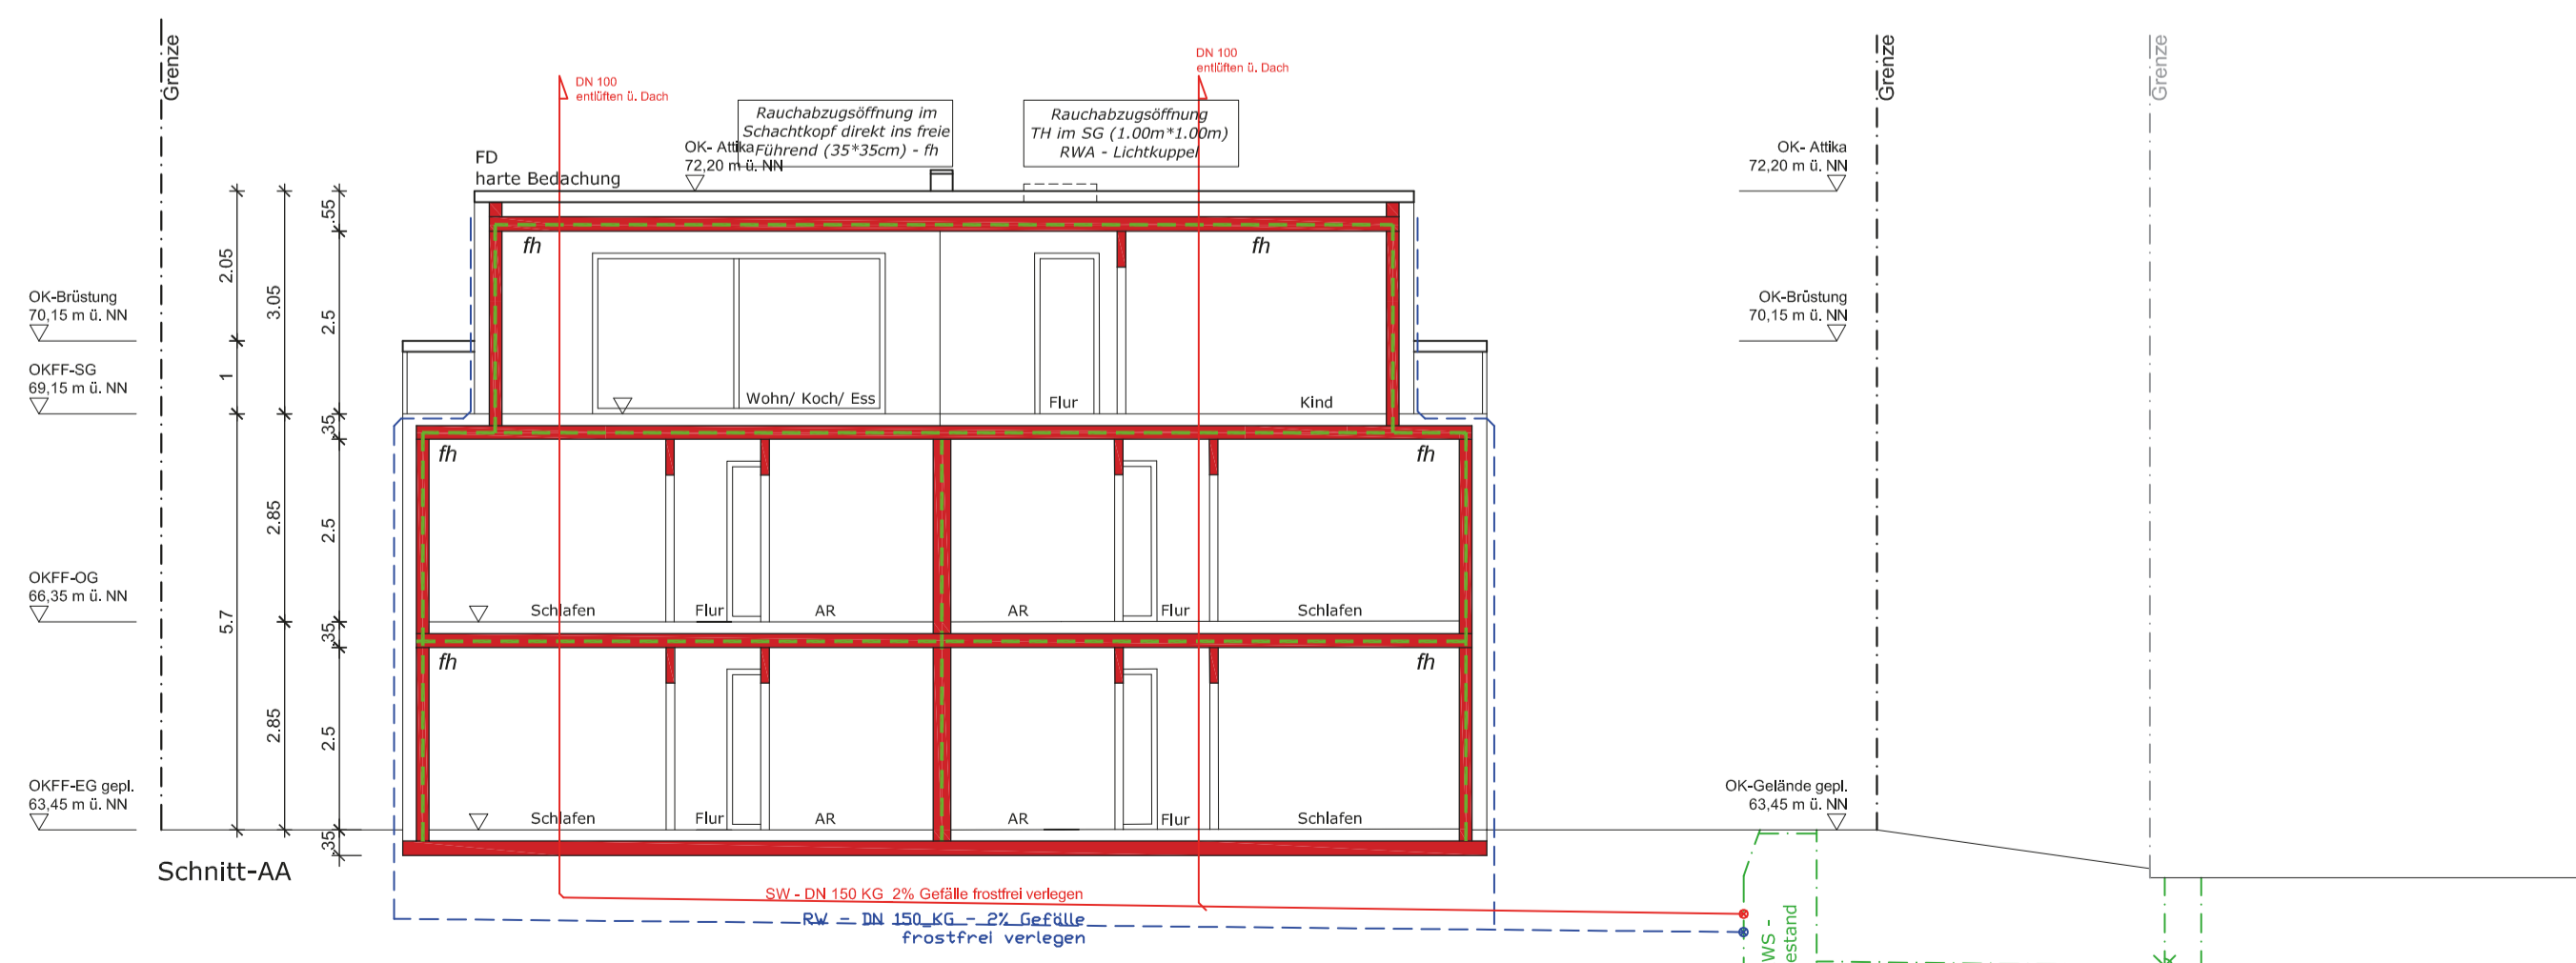 Grenze
Grenze
Grenze
DN 100
entlüften ü. Dach
DN 100
entlüften ü. Dach
Rauchabzugsöffnung im
Schachtkopf direkt ins freie
Führend (35*35cm) - fh
Rauchabzugsöffnung
TH im SG (1.00m*1.00m)
RWA - Lichtkuppel
FD
harte Bedachung
OK- Attika
72,20 m ü. NN
OK- Attika
72,20 m ü. NN
55
2.05
3.05
2.5
1
35
fh
fh
OK-Brüstung
70,15 m ü. NN
OK-Brüstung
70,15 m ü. NN
OKFF-SG
69,15 m ü. NN
Wohn/ Koch/ Ess
Flur
Kind
fh
fh
2.85
2.5
5.7
35
OKFF-OG
66,35 m ü. NN
Schlafen
Flur
AR
AR
Flur
Schlafen
fh
fh
2.85
2.5
35
OKFF-EG gepl.
63,45 m ü. NN
Schlafen
Flur
AR
AR
Flur
Schlafen
OK-Gelände gepl.
63,45 m ü. NN
Schnitt-AA
SW - DN 150 KG 2% Gefälle frostfrei verlegen
RW - DN 150 KG - 2% Gefälle
frostfrei verlegen
WS -
estand